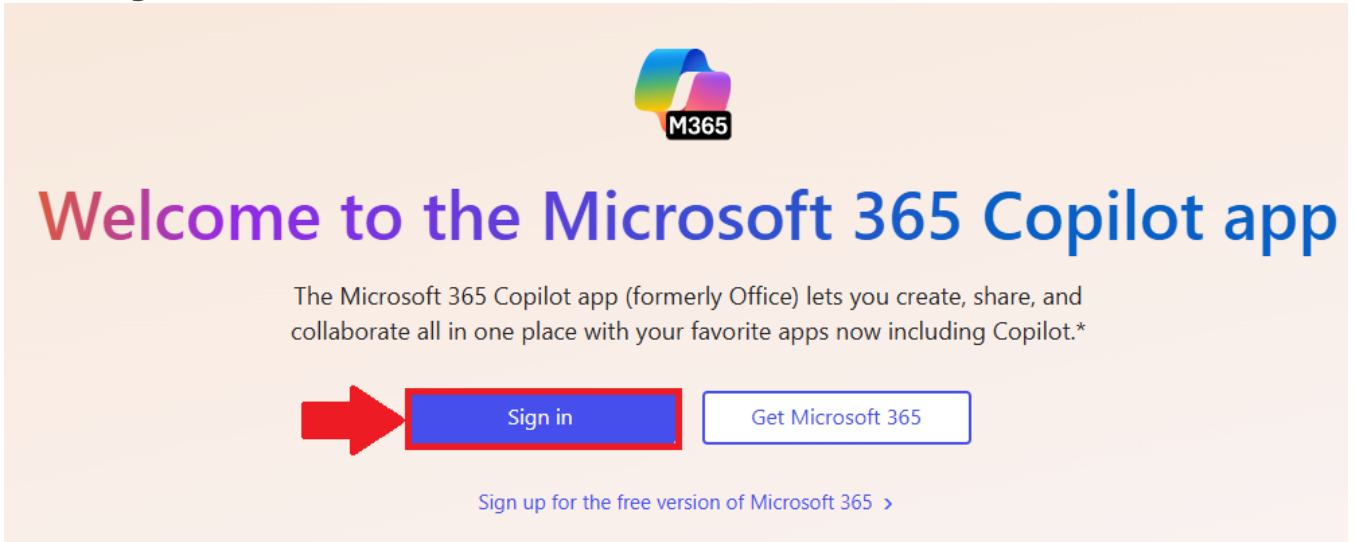 M365
Welcome to the Microsoft 365 Copilot app
The Microsoft 365 Copilot app (formerly Office) lets you create, share, and
collaborate all in one place with your favorite apps now including Copilot.*
Sign in
Get Microsoft 365
Sign up for the free version of Microsoft 365 >